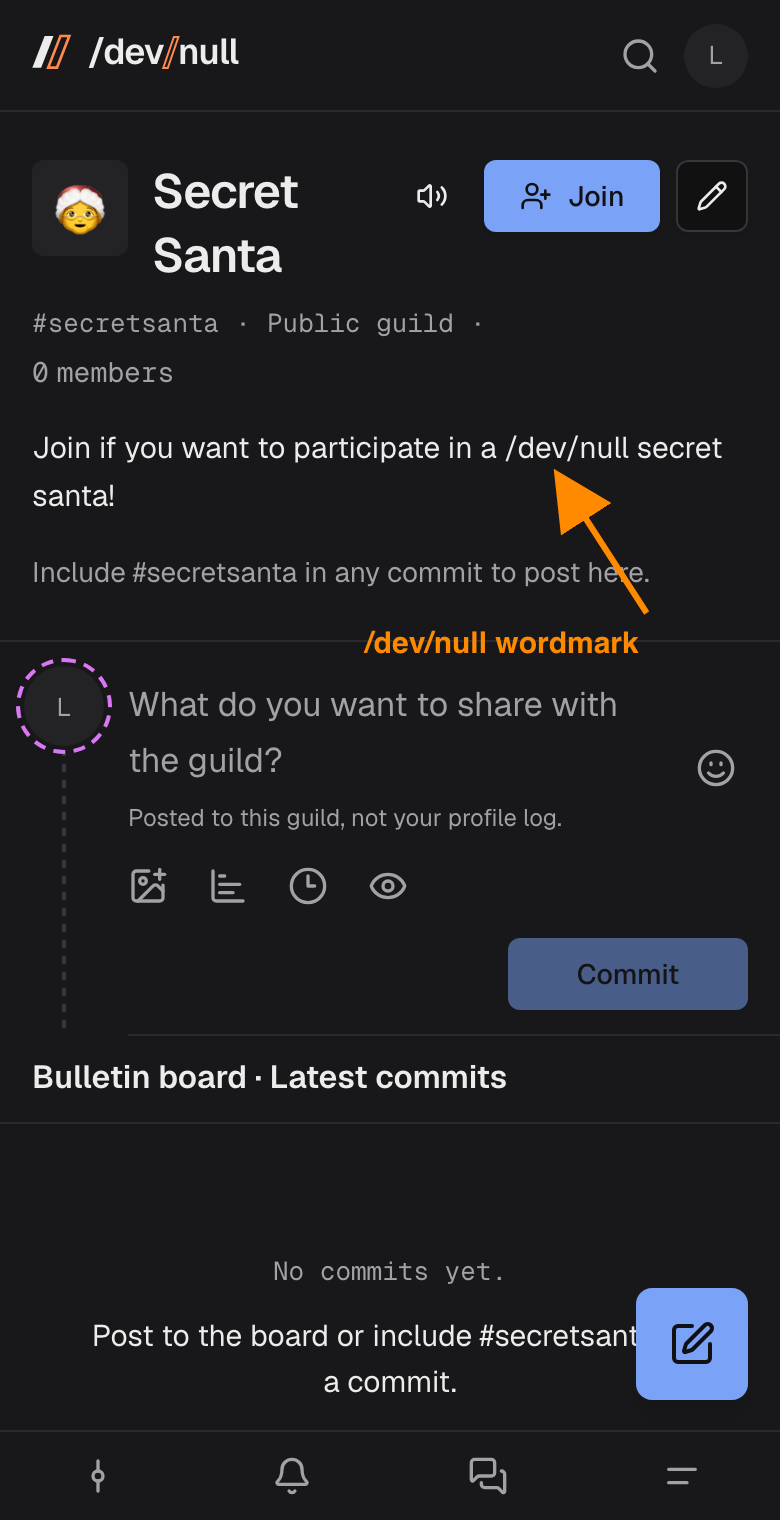 /dev/null
L
Secret
Santa
Join
#secretsanta · Public guild ·
0 members
Join if you want to participate in a /dev/null secret
santa!
Include #secretsanta in any commit to post here.
/dev/null wordmark
L
What do you want to share with
the guild?
Posted to this guild, not your profile log.
Commit
Bulletin board · Latest commits
No commits yet.
Post to the board or include #secretsant
a commit.